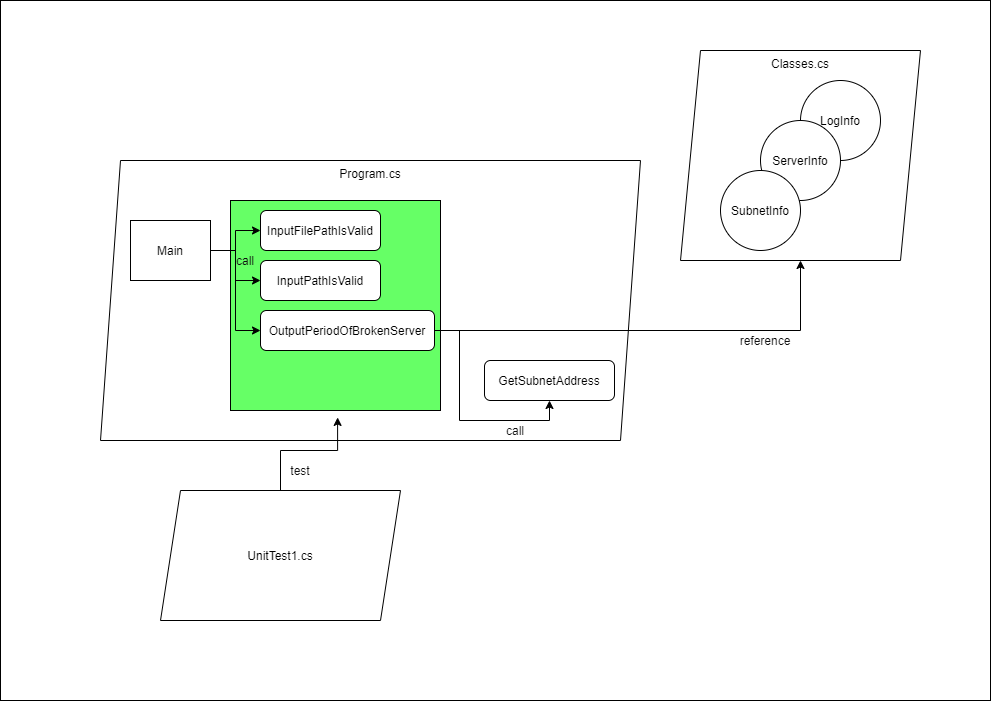 Classes.cs
LogInfo
ServerInfo
SubnetInfo
Program.cs
Main
call
InputFilePathIsValid
InputPathIsValid
OutputPeriodOfBrokenServer
reference
GetSubnetAddress
call
test
UnitTest1.cs